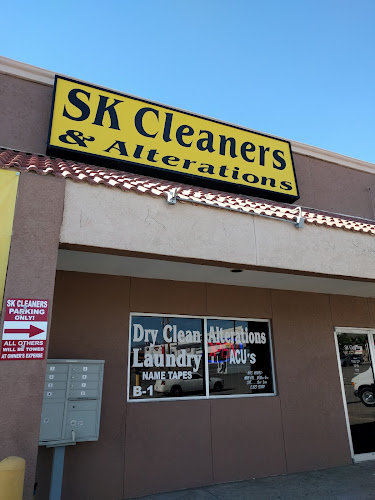 SK Cleaners
& Alterations
SK CLEANERS
PARKING
ONLY!
ALL OTHERS
WILL BE TOWED
AT OWNER'S EXPENSE
Dry Clean Alterations
Laundry ACU's
NAME TAPES
B-1